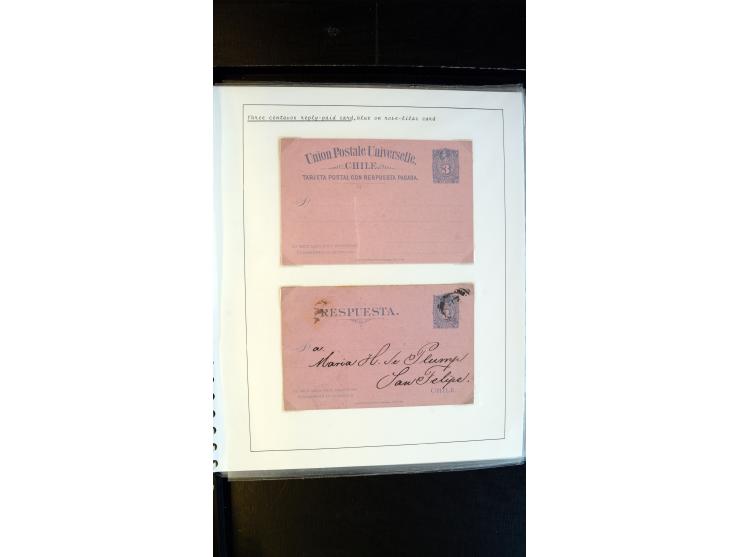 Three centavos reply-paid card, blue on rose-lilac card
Union Postale Universelle.
CHILE.
3
TARJETA POSTAL CON RESPUESTA PAGADA.
RESPUESTA.
a.
Maria H. de Plump
San Felipe.
CHILE.